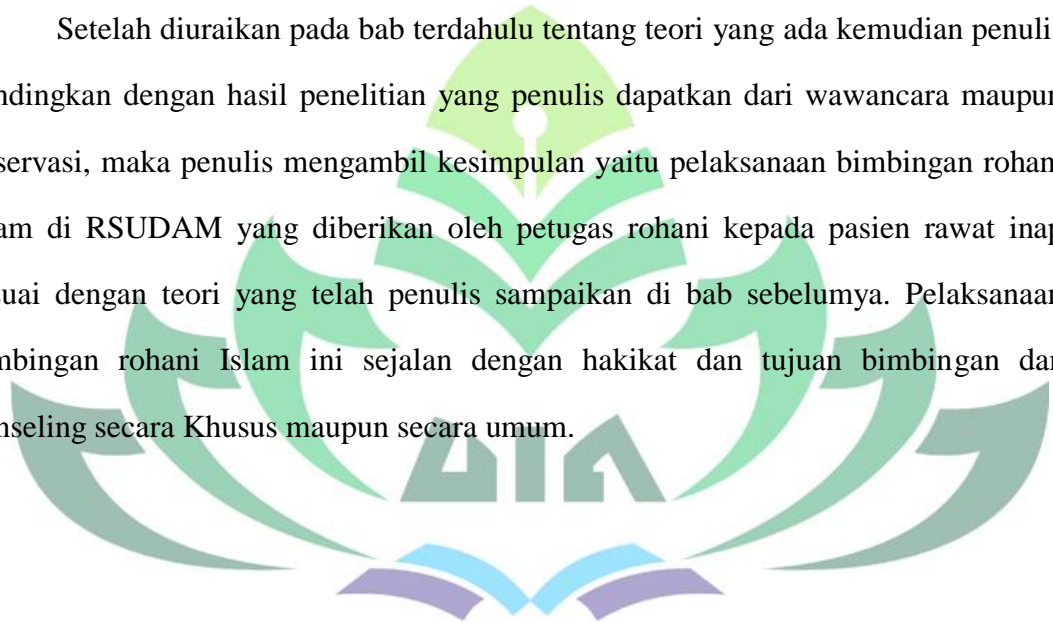 Setelah diuraikan pada bab terdahulu tentang teori yang ada kemudian penuli
ndingkan dengan hasil penelitian yang penulis dapatkan dari wawancara maupun
servasi, maka penulis mengambil kesimpulan yaitu pelaksanaan bimbingan rohan
am di RSUDAM yang diberikan oleh petugas rohani kepada pasien rawat inap
uai dengan teori yang telah penulis sampaikan di bab sebelumya. Pelaksanaan
mbingan rohani Islam ini sejalan dengan hakikat dan tujuan bimbingan dan
nseling secara Khusus maupun secara umum.